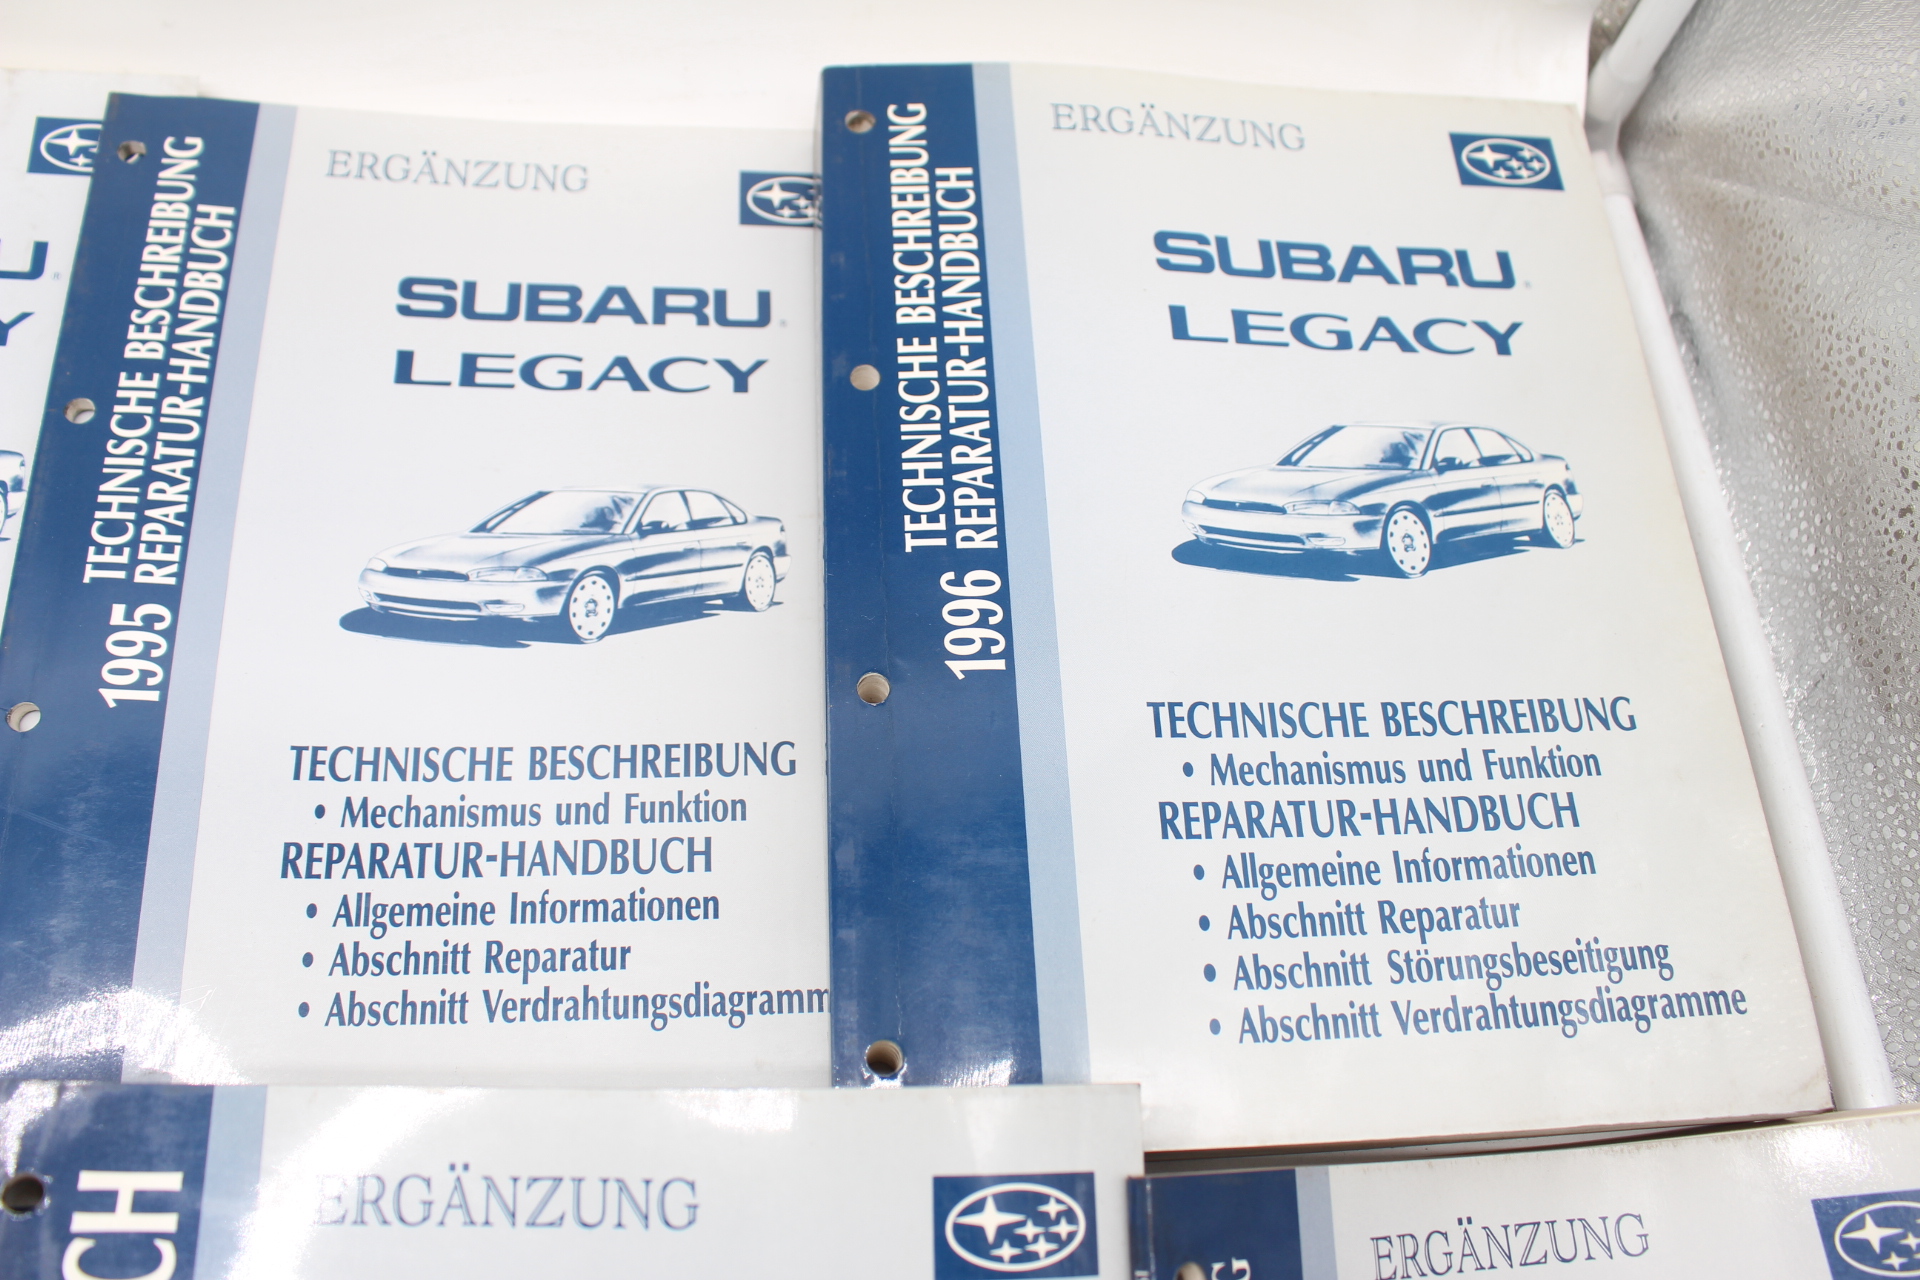 1995 TECHNISCHE BESCHREIBUNG
REPARATUR-HANDBUCH
ERGÄNZUNG
SUBARU
LEGACY
TECHNISCHE BESCHREIBUNG
• Mechanismus und Funktion
REPARATUR-HANDBUCH
• Allgemeine Informationen
• Abschnitt Reparatur
• Abschnitt Verdrahtungsdiagramm
1996 TECHNISCHE BESCHREIBUNG
REPARATUR-HANDBUCH
ERGÄNZUNG
SUBARU
LEGACY
TECHNISCHE BESCHREIBUNG
• Mechanismus und Funktion
REPARATUR-HANDBUCH
• Allgemeine Informationen
• Abschnitt Reparatur
• Abschnitt Störungsbeseitigung
• Abschnitt Verdrahtungsdiagramme
CH
ERGÄNZUNG
G
ERGÄNZUNG